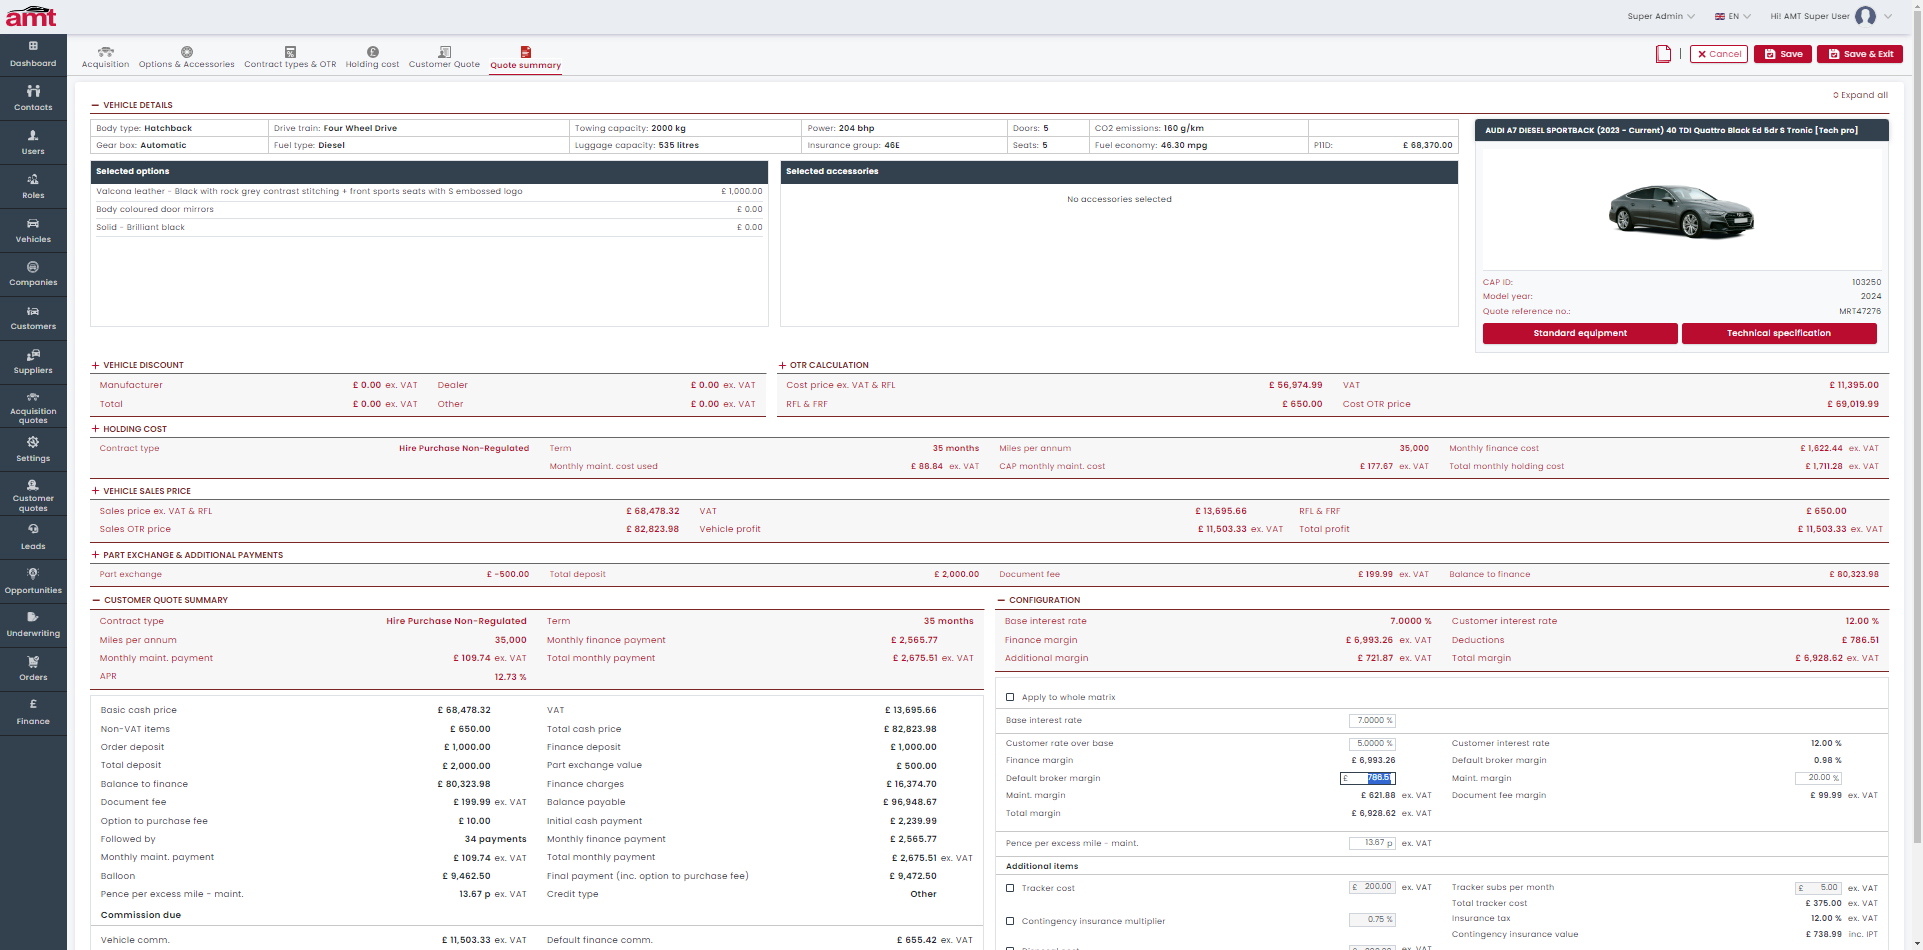 amt
Super Admin
EN
Hi! AMT Super User
Dashboard
Contacts
Users
Roles
Vehicles
Companies
Customers
Suppliers
Acquisition quotes
Settings
Customer quotes
Leads
Opportunities
Underwriting
Orders
Finance
Acquisition
Options & Accessories
Contract types & OTR
Holding cost
Customer Quote
Quote summary
Cancel
Save
Save & Exit
VEHICLE DETAILS
Expand all
Body type: Hatchback
Drive train: Four Wheel Drive
Towing capacity: 2000 kg
Power: 204 bhp
Doors: 5
CO2 emissions: 160 g/km
Gear box: Automatic
Fuel type: Diesel
Luggage capacity: 535 litres
Insurance group: 46E
Seats: 5
Fuel economy: 46.30 mpg
P11D: £ 68,370.00
Selected options
Valcona leather - Black with rock grey contrast stitching + front sports seats with S embossed logo £ 1,000.00
Body coloured door mirrors £ 0.00
Solid - Brilliant black £ 0.00
Selected accessories
No accessories selected
AUDI A7 DIESEL SPORTBACK (2023 - Current) 40 TDI Quattro Black Ed 5dr S Tronic [Tech pro]
CAP ID: 103250
Model year: 2024
Quote reference no.: MRT47276
Standard equipment
Technical specification
VEHICLE DISCOUNT
Manufacturer £ 0.00 ex. VAT Dealer £ 0.00 ex. VAT
Total £ 0.00 ex. VAT Other £ 0.00 ex. VAT
OTR CALCULATION
Cost price ex. VAT & RFL £ 56,974.99 VAT £ 11,395.00
RFL & FRF £ 650.00 Cost OTR price £ 69,019.99
HOLDING COST
Contract type Hire Purchase Non-Regulated Term 35 months Miles per annum 35,000 Monthly finance cost £ 1,622.44 ex. VAT
Monthly maint. cost used £ 88.84 ex. VAT CAP monthly maint. cost £ 177.67 ex. VAT Total monthly holding cost £ 1,711.28 ex. VAT
VEHICLE SALES PRICE
Sales price ex. VAT & RFL £ 68,478.32 VAT £ 13,695.66 RFL & FRF £ 650.00
Sales OTR price £ 82,823.98 Vehicle profit £ 11,503.33 ex. VAT Total profit £ 11,503.33 ex. VAT
PART EXCHANGE & ADDITIONAL PAYMENTS
Part exchange £ -500.00 Total deposit £ 2,000.00 Document fee £ 199.99 ex. VAT Balance to finance £ 80,323.98
CUSTOMER QUOTE SUMMARY
Contract type Hire Purchase Non-Regulated Term 35 months
Miles per annum 35,000 Monthly finance payment £ 2,565.77
Monthly maint. payment £ 109.74 ex. VAT Total monthly payment £ 2,675.51 ex. VAT
APR 12.73 %
Basic cash price £ 68,478.32 VAT £ 13,695.66
Non-VAT items £ 650.00 Total cash price £ 82,823.98
Order deposit £ 1,000.00 Finance deposit £ 1,000.00
Total deposit £ 2,000.00 Part exchange value £ 500.00
Balance to finance £ 80,323.98 Finance charges £ 16,374.70
Document fee £ 199.99 ex. VAT Balance payable £ 96,948.67
Option to purchase fee £ 10.00 Initial cash payment £ 2,239.99
Followed by 34 payments Monthly finance payment £ 2,565.77
Monthly maint. payment £ 109.74 ex. VAT Total monthly payment £ 2,675.51 ex. VAT
Balloon £ 9,462.50 Final payment (inc. option to purchase fee) £ 9,472.50
Pence per excess mile - maint. 13.67 p ex. VAT Credit type Other
Commission due
Vehicle comm. £ 11,503.33 ex. VAT Default finance comm. £ 655.42 ex. VAT
CONFIGURATION
Base interest rate 7.0000 % Customer interest rate 12.00 %
Finance margin £ 6,993.26 ex. VAT Deductions £ 786.51
Additional margin £ 721.87 ex. VAT Total margin £ 6,928.62 ex. VAT
Apply to whole matrix
Base interest rate 7.0000 %
Customer rate over base 5.0000 % Customer interest rate 12.00 %
Finance margin £ 6,993.26 Default broker margin 0.98 %
Default broker margin £ 786.51 Maint. margin 20.00 %
Maint. margin £ 621.88 ex. VAT Document fee margin £ 99.99 ex. VAT
Total margin £ 6,928.62 ex. VAT
Pence per excess mile - maint. 13.67 p ex. VAT
Additional items
Tracker cost £ 200.00 ex. VAT Tracker subs per month £ 5.00 ex. VAT
Total tracker cost £ 375.00 ex. VAT
Contingency insurance multiplier 0.75 % Insurance tax 12.00 % ex. VAT
Contingency insurance value £ 738.99 inc. IPT